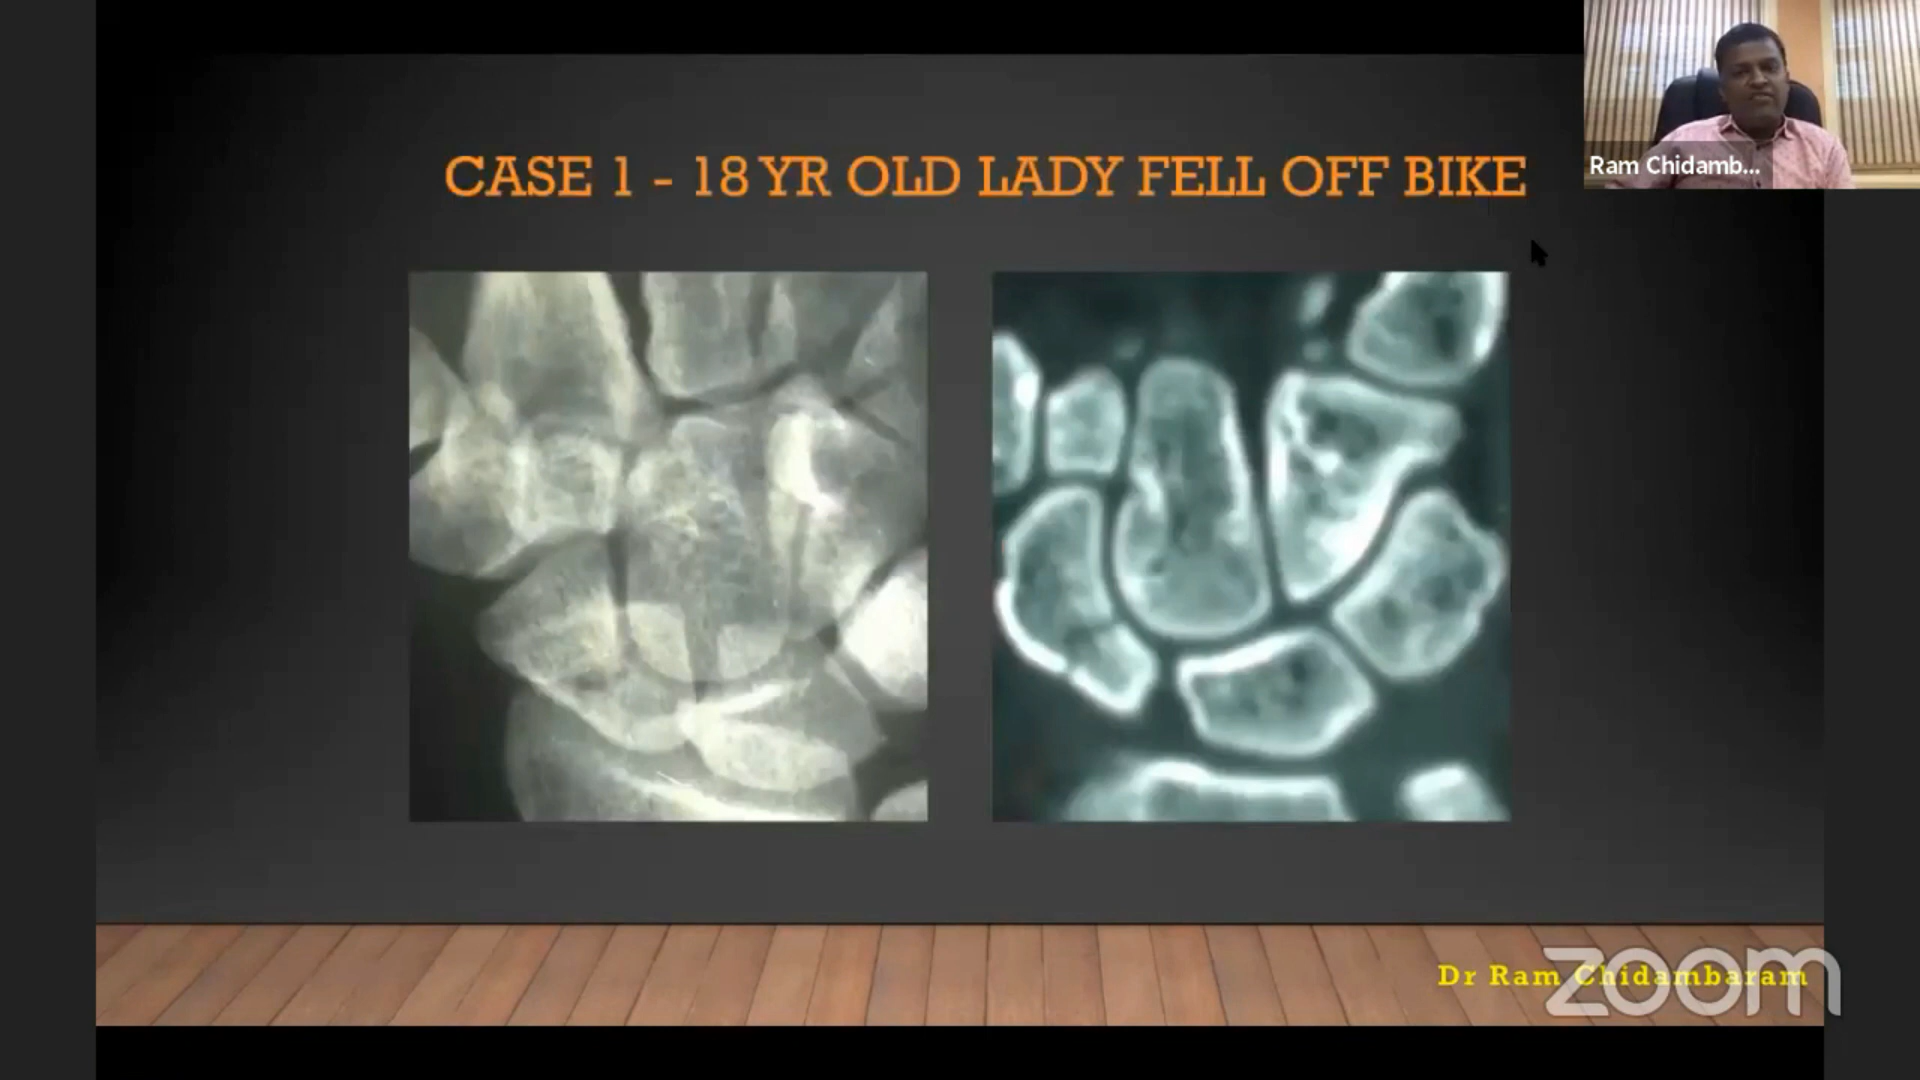 CASE 1 - 18 YR OLD LADY FELL OFF BIKE
Ram Chidamb...
Dr Ram Chidambaram
zoom